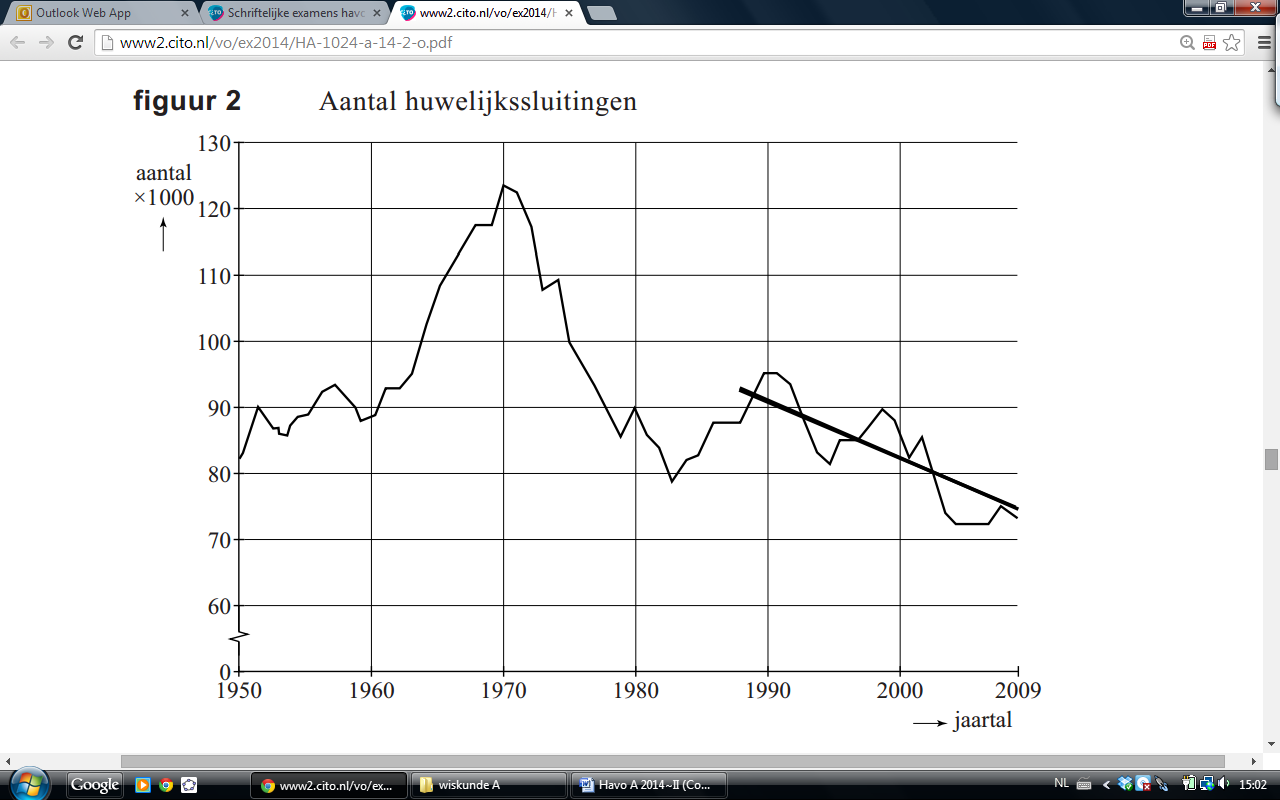 Outlook Web App
Schriftelijke examens havo
www2.cito.nl/vo/ex2014/H
www2.cito.nl/vo/ex2014/HA-1024-a-14-2-o.pdf
figuur 2 Aantal huwelijkssluitingen
aantal
×1000
130
120
110
100
90
80
70
60
0
1950 1960 1970 1980 1990 2000 2009
jaartal
Google
www2.cito.nl/vo/ex...
wiskunde A
Havo A 2014~II (Co...
NL
15:02